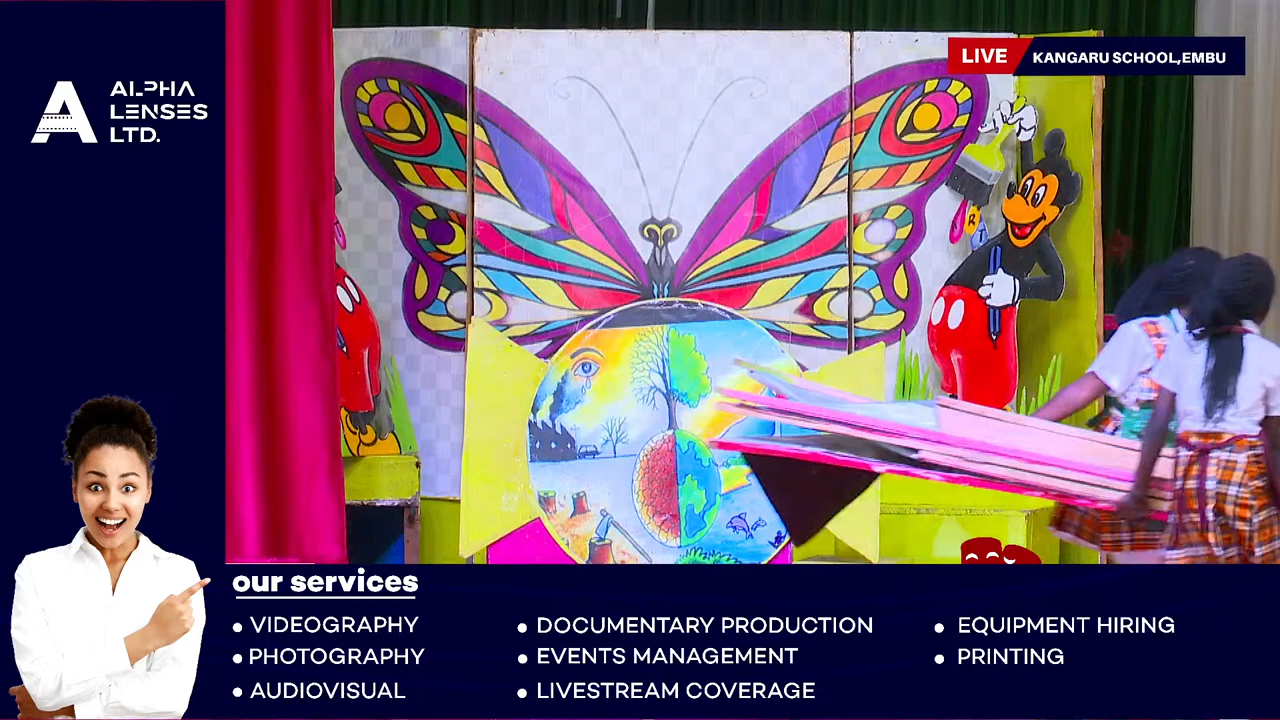 ALPHA
LENSES
LTD.
LIVE
KANGARU SCHOOL,EMBU
R
T
our services
● VIDEOGRAPHY
● PHOTOGRAPHY
● AUDIOVISUAL
● DOCUMENTARY PRODUCTION
● EVENTS MANAGEMENT
● LIVESTREAM COVERAGE
● EQUIPMENT HIRING
● PRINTING